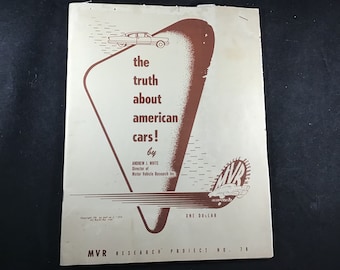 the
truth
about
american
cars!
by
ANDREW J. WHITE
Director of
Motor Vehicle Research Inc.
MVR
ONE DOLLAR
MVR RESEARCH PROJECT NO. 76